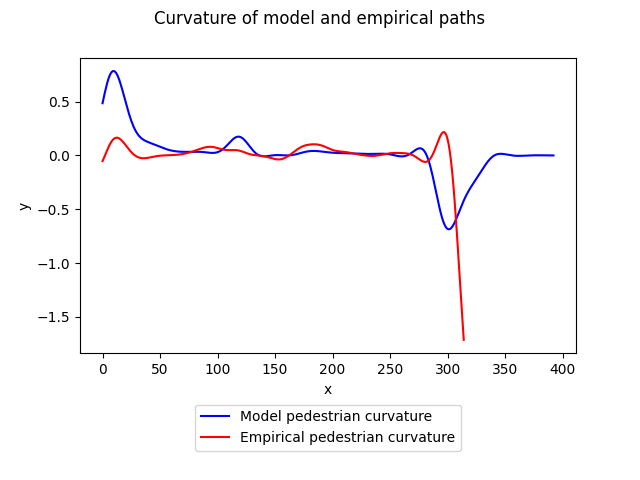 Curvature of model and empirical paths
0.5
0.0
−0.5
−1.0
−1.5
y
0 50 100 150 200 250 300 350 400
x
Model pedestrian curvature
Empirical pedestrian curvature